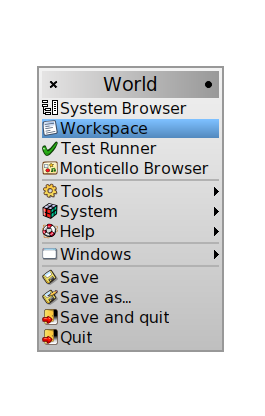 World
System Browser
Workspace
Test Runner
Monticello Browser
Tools
System
Help
Windows
Save
Save as...
Save and quit
Quit